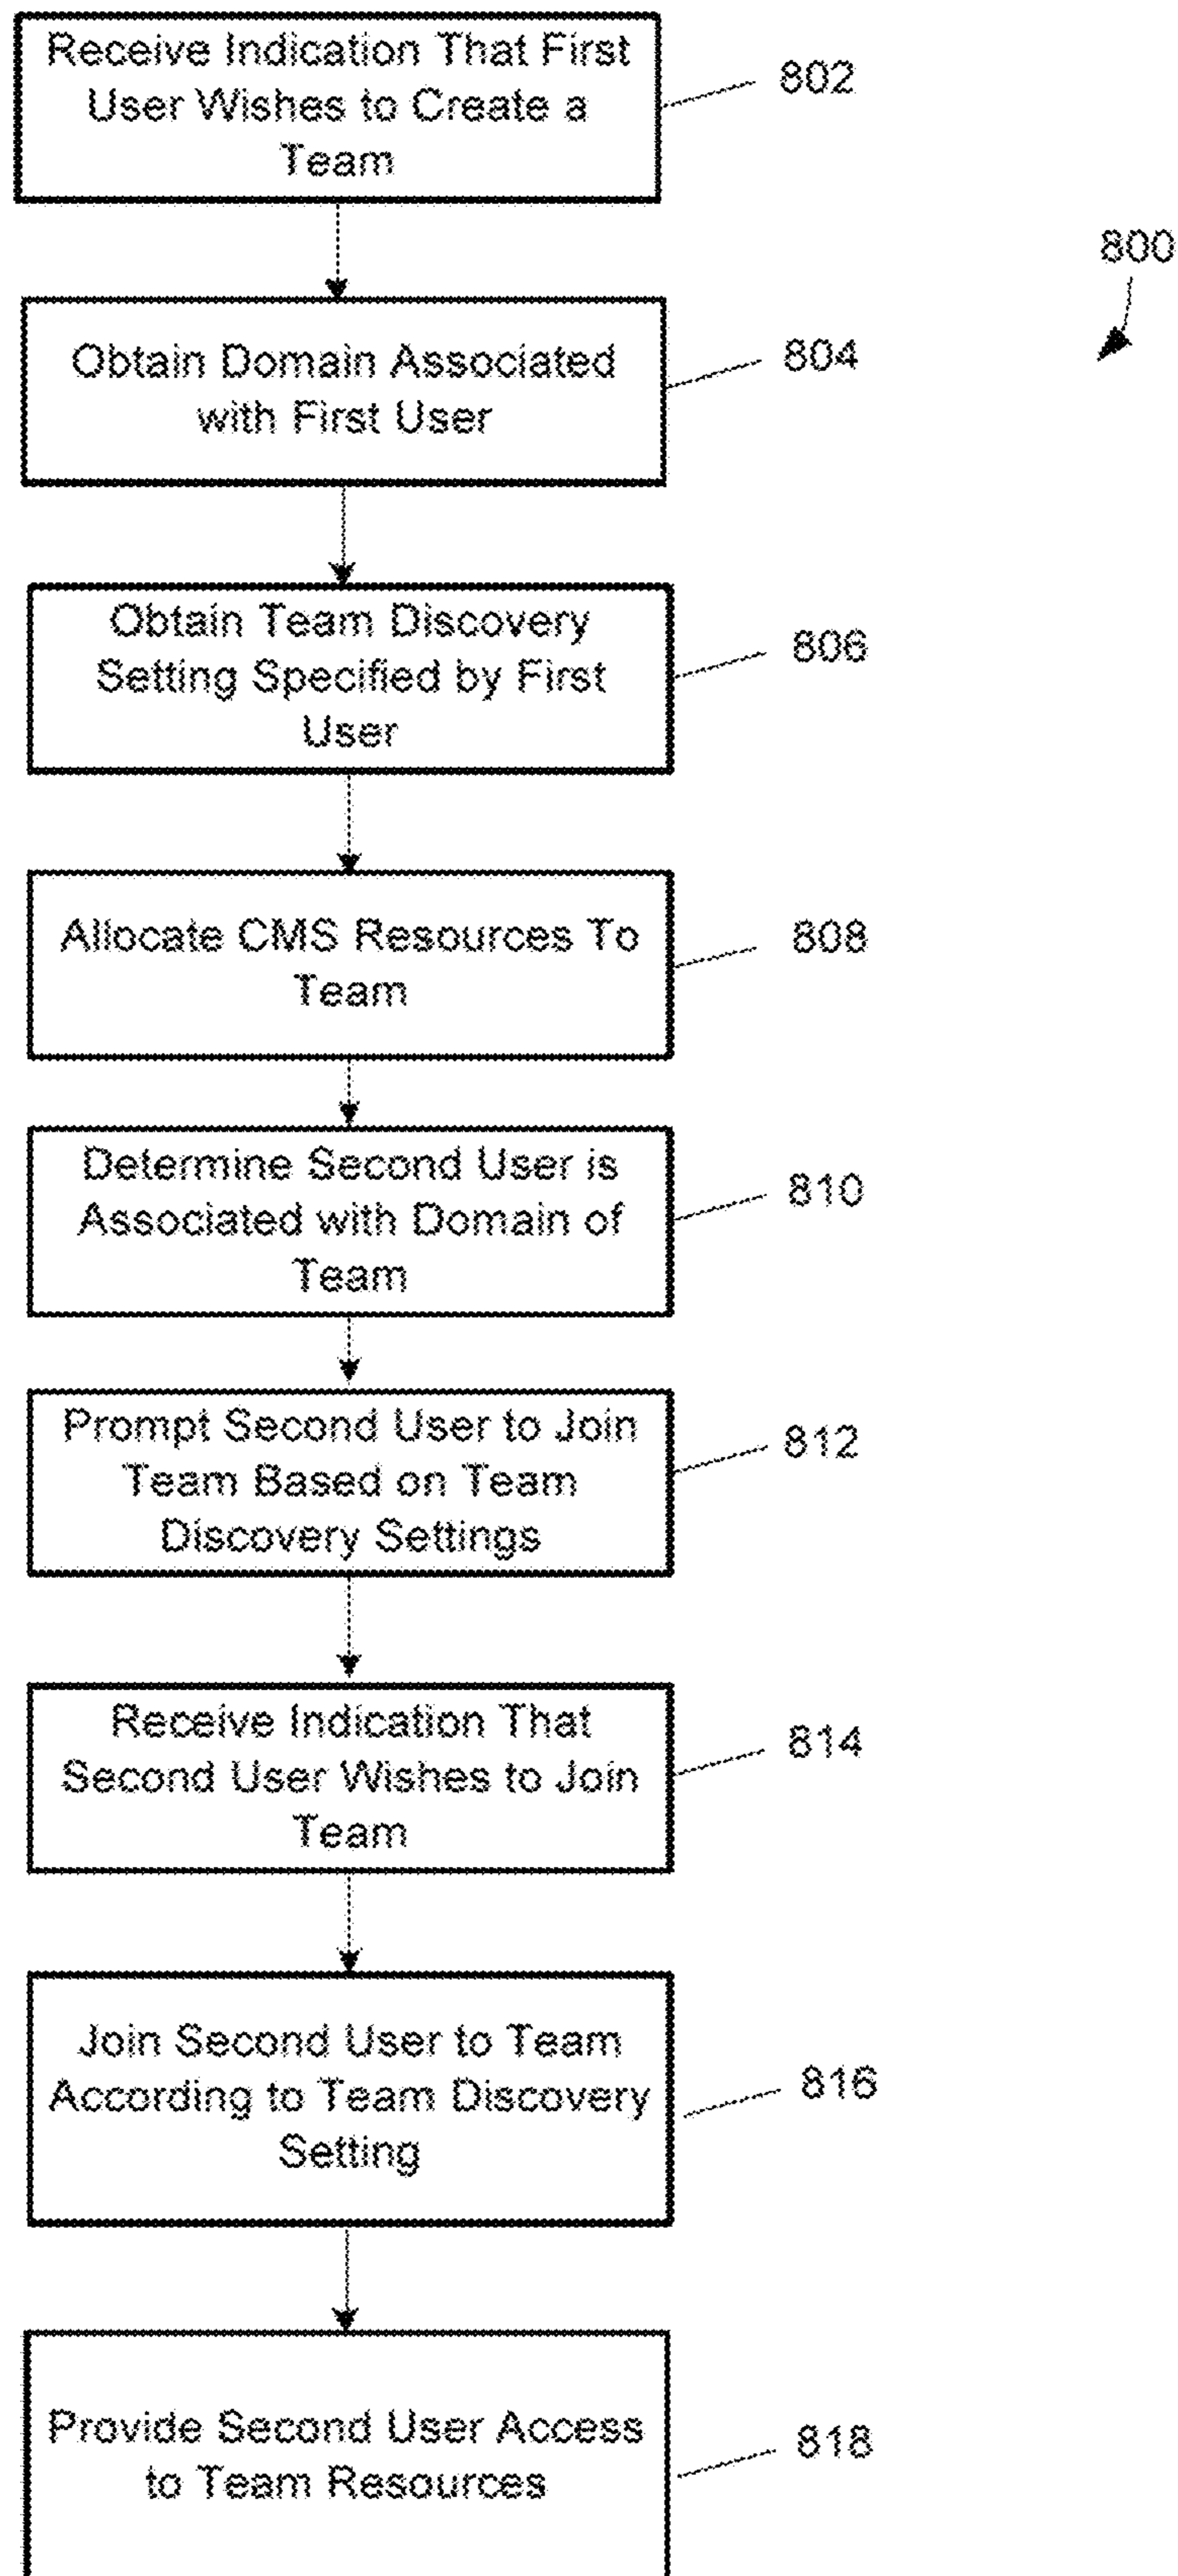 Receive Indication That First
User Wishes to Create a
Team
802
800
Obtain Domain Associated
with First User
804
Obtain Team Discovery
Setting Specified by First
User
806
Allocate CMS Resources To
Team
808
Determine Second User is
Associated with Domain of
Team
810
Prompt Second User to Join
Team Based on Team
Discovery Settings
812
Receive Indication That
Second User Wishes to Join
Team
814
Join Second User to Team
According to Team Discovery
Setting
816
Provide Second User Access
to Team Resources
818